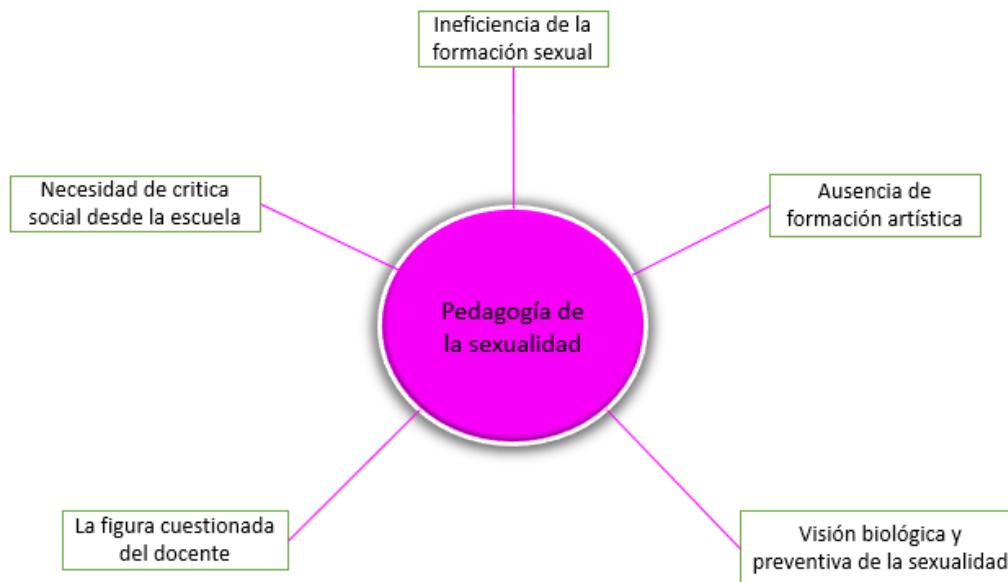 Ineficiencia de la
formación sexual
Necesidad de critica
social desde la escuela
Ausencia de
formación artística
Pedagogía de
la sexualidad
La figura cuestionada
del docente
Visión biológica y
preventiva de la sexualidad